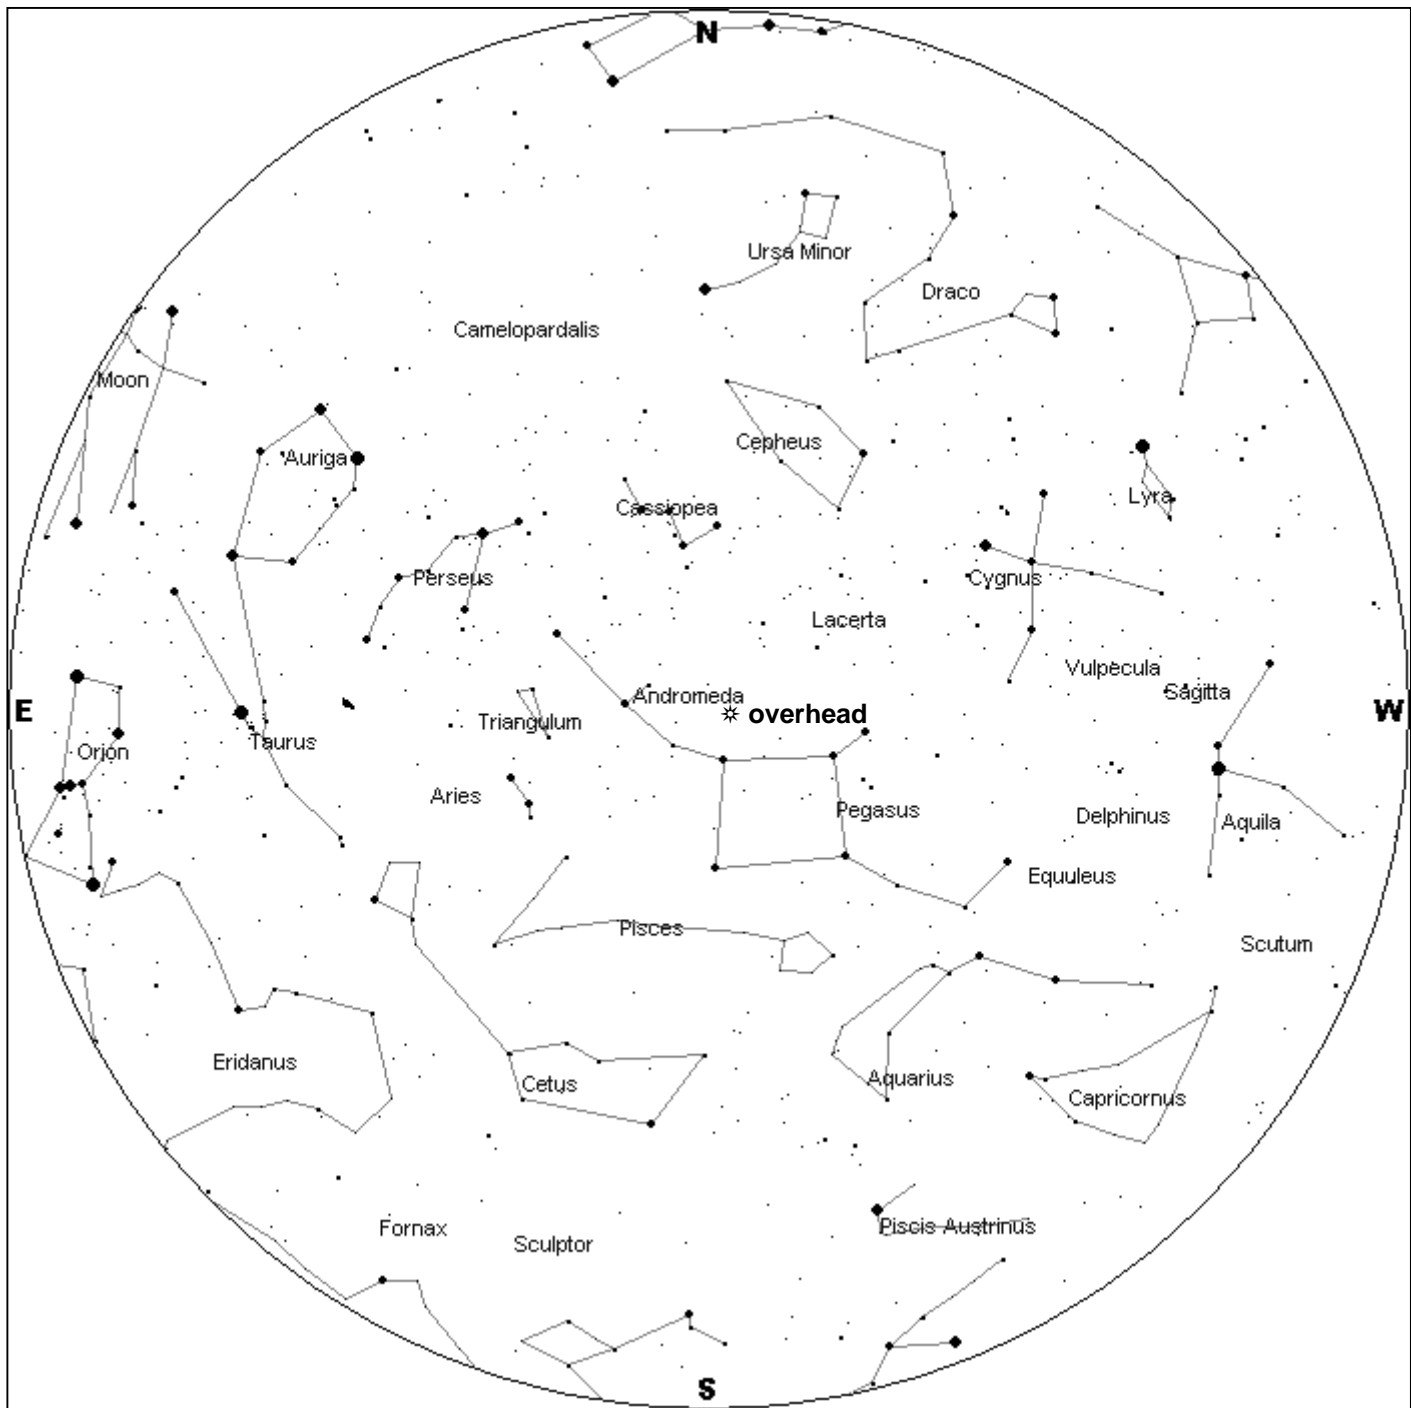 N
Ursa Minor
Draco
Camelopardalis
Moon
Cepheus
Auriga
Lyra
Cassiopea
Perseus
Cygnus
Lacerta
Vulpecula
Sagitta
Andromeda
E
overhead
W
Triangulum
Taurus
Orion
Aries
Pegasus
Delphinus
Aquila
Equuleus
Pisces
Scutum
Eridanus
Cetus
Aquarius
Capricornus
Fornax
Piscis Austrinus
Sculptor
S